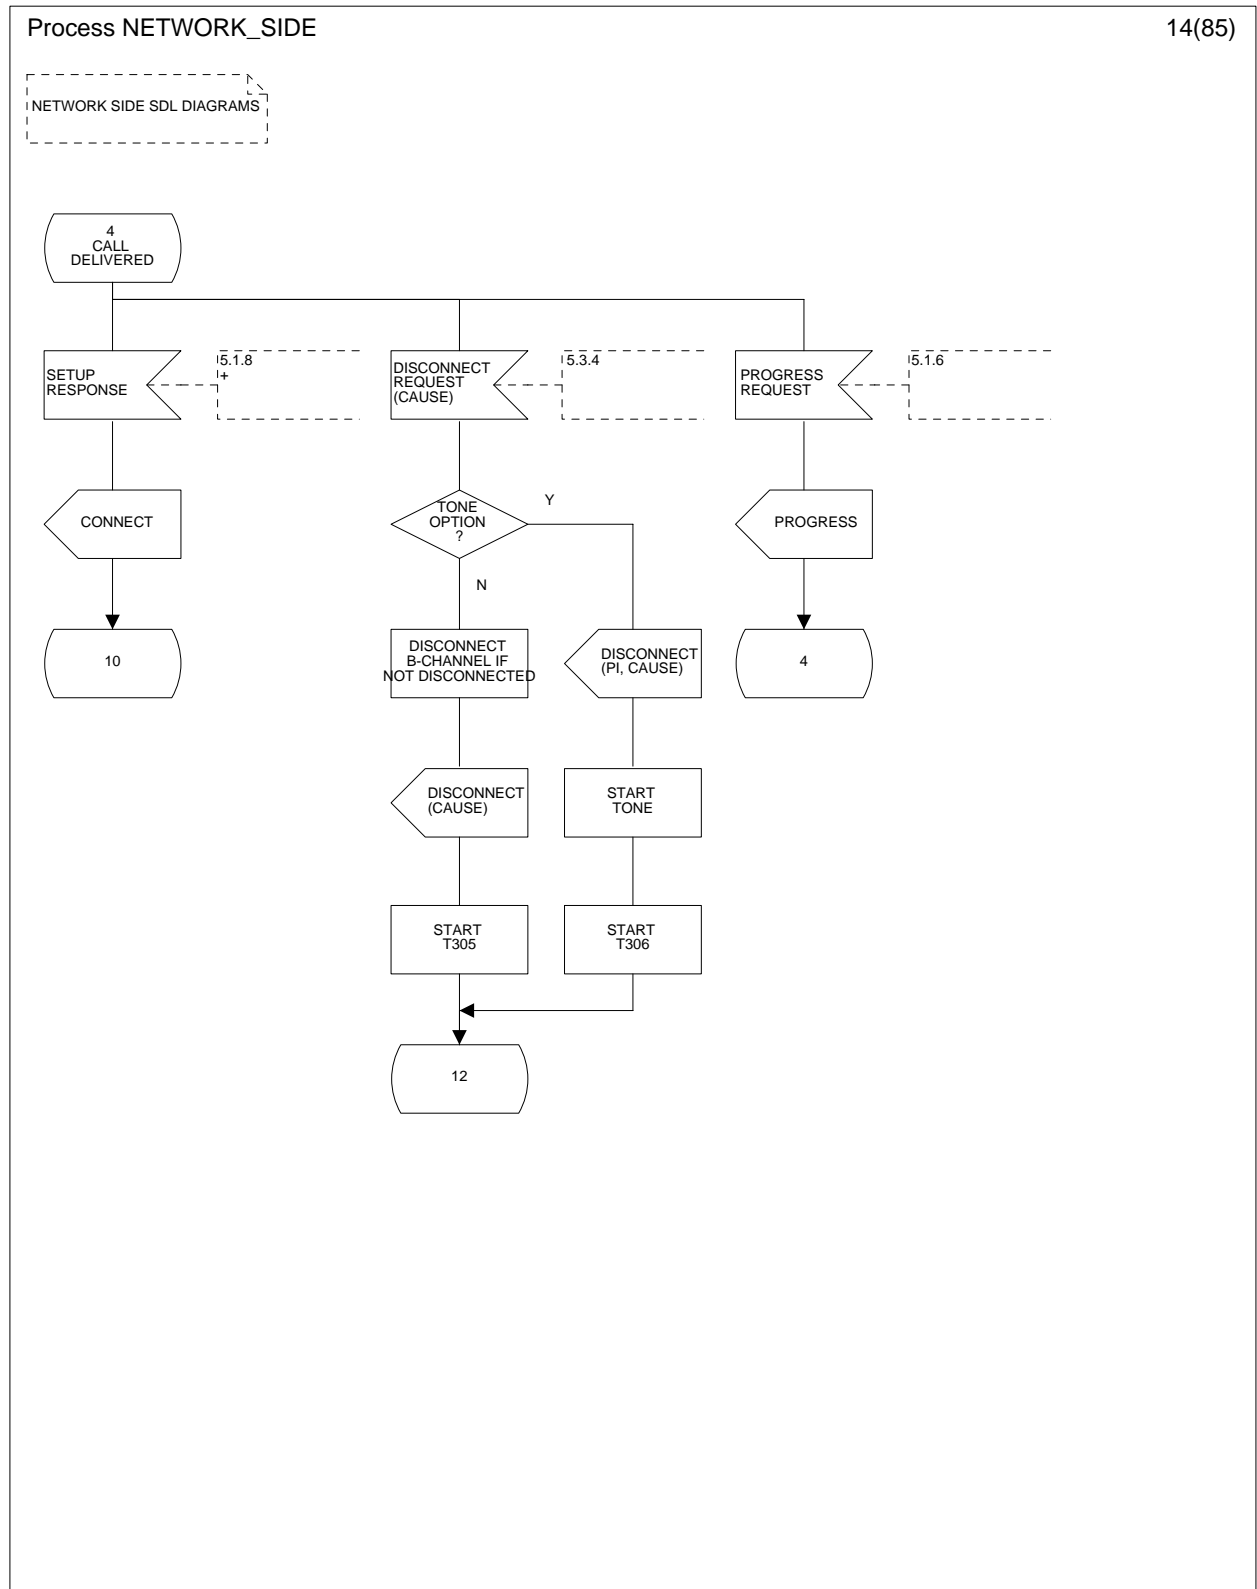 Process NETWORK_SIDE
14(85)
NETWORK SIDE SDL DIAGRAMS
4
CALL
DELIVERED
SETUP
RESPONSE
5.1.8
+
DISCONNECT
REQUEST
(CAUSE)
5.3.4
PROGRESS
REQUEST
5.1.6
CONNECT
TONE
OPTION
?
Y
N
PROGRESS
10
DISCONNECT
B-CHANNEL IF
NOT DISCONNECTED
DISCONNECT
(PI, CAUSE)
4
DISCONNECT
(CAUSE)
START
TONE
START
T305
START
T306
12